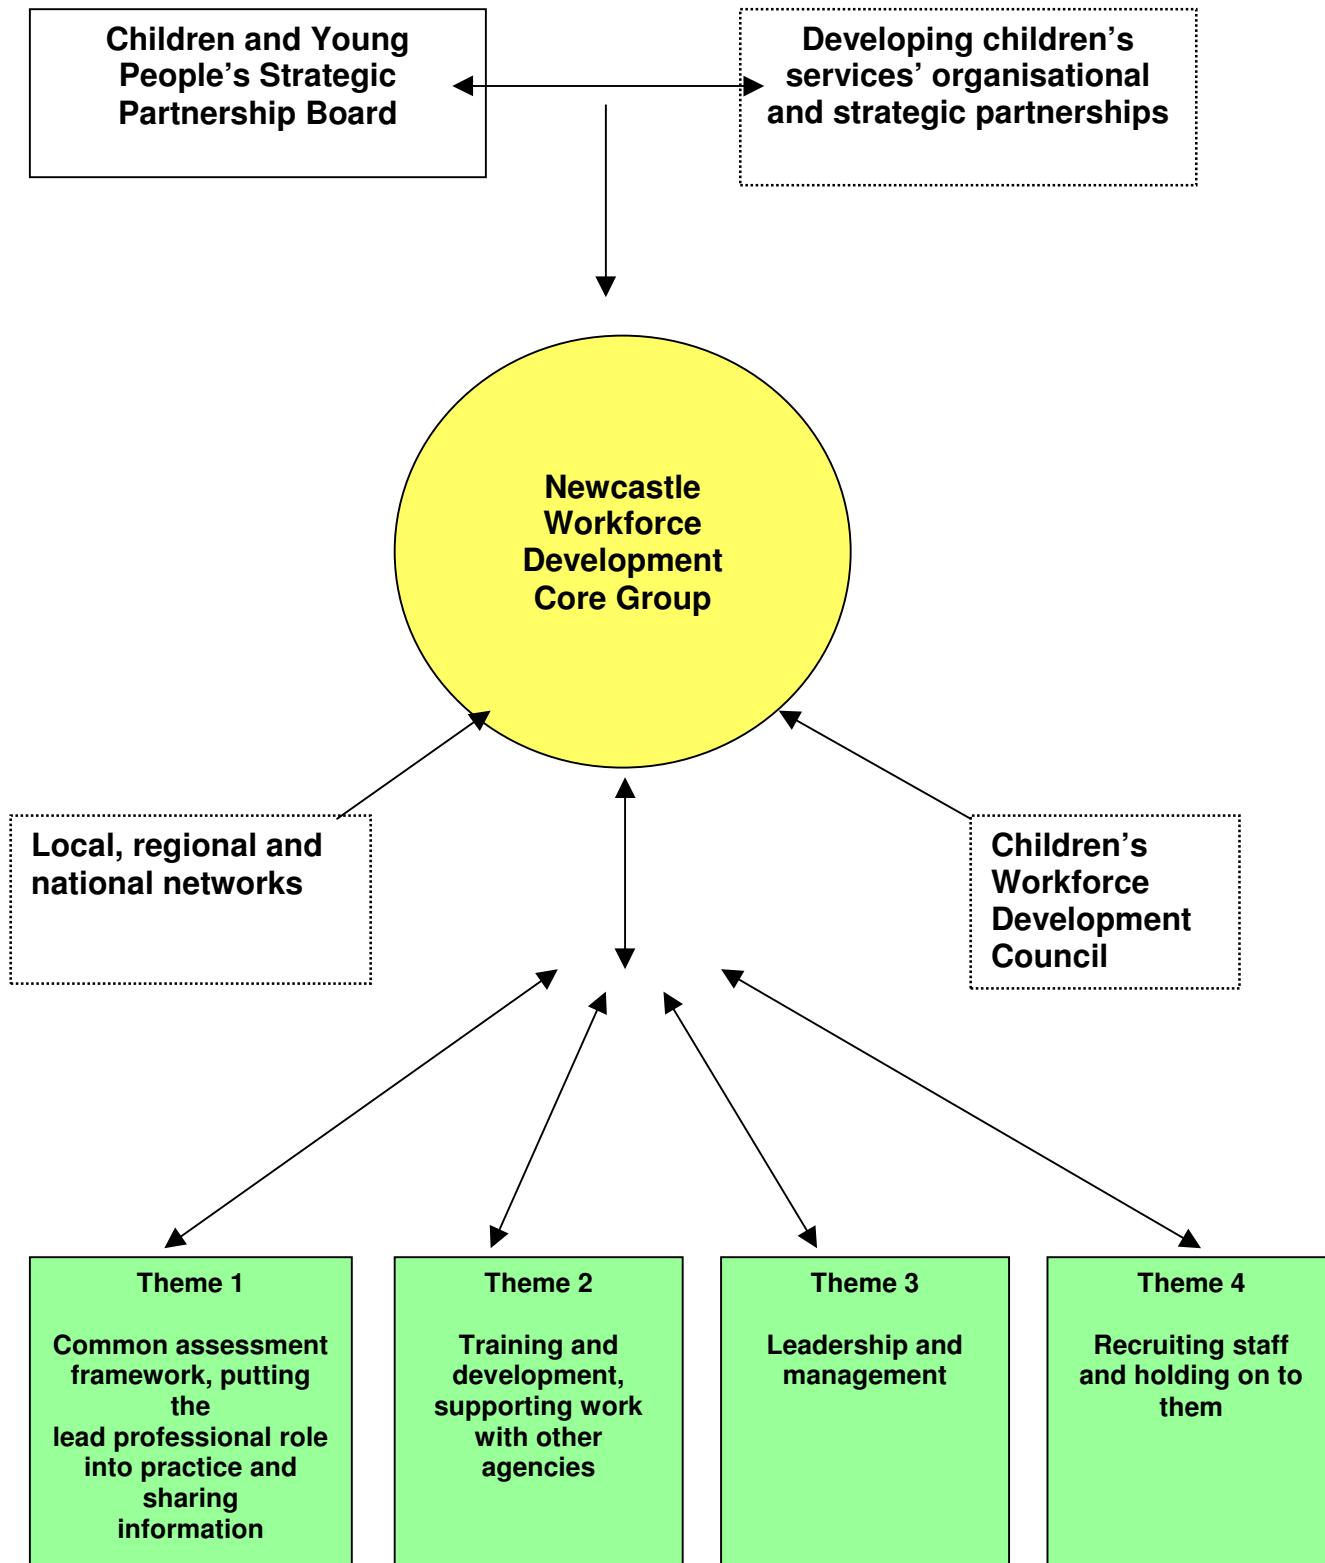 Children and Young
People’s Strategic
Partnership Board
Developing children’s
services’ organisational
and strategic partnerships
Newcastle
Workforce
Development
Core Group
Local, regional and
national networks
Children’s
Workforce
Development
Council
Theme 1
Common assessment
framework, putting
the
lead professional role
into practice and
sharing
information
Theme 2
Training and
development,
supporting work
with other
agencies
Theme 3
Leadership and
management
Theme 4
Recruiting staff
and holding on to
them